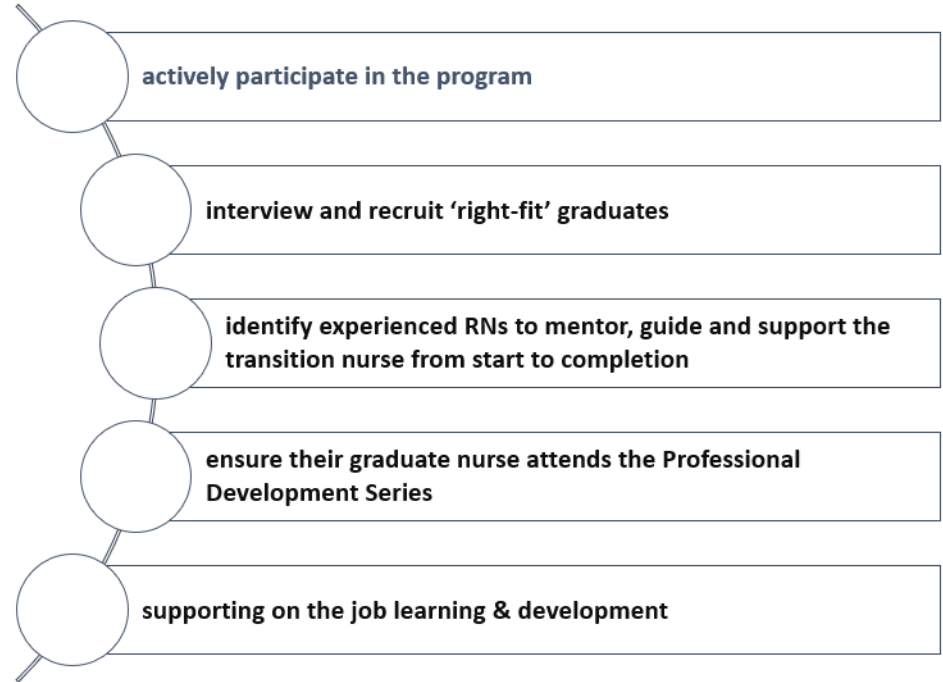 actively participate in the program
interview and recruit ‘right-fit’ graduates
identify experienced RNs to mentor, guide and support the
transition nurse from start to completion
ensure their graduate nurse attends the Professional
Development Series
supporting on the job learning & development